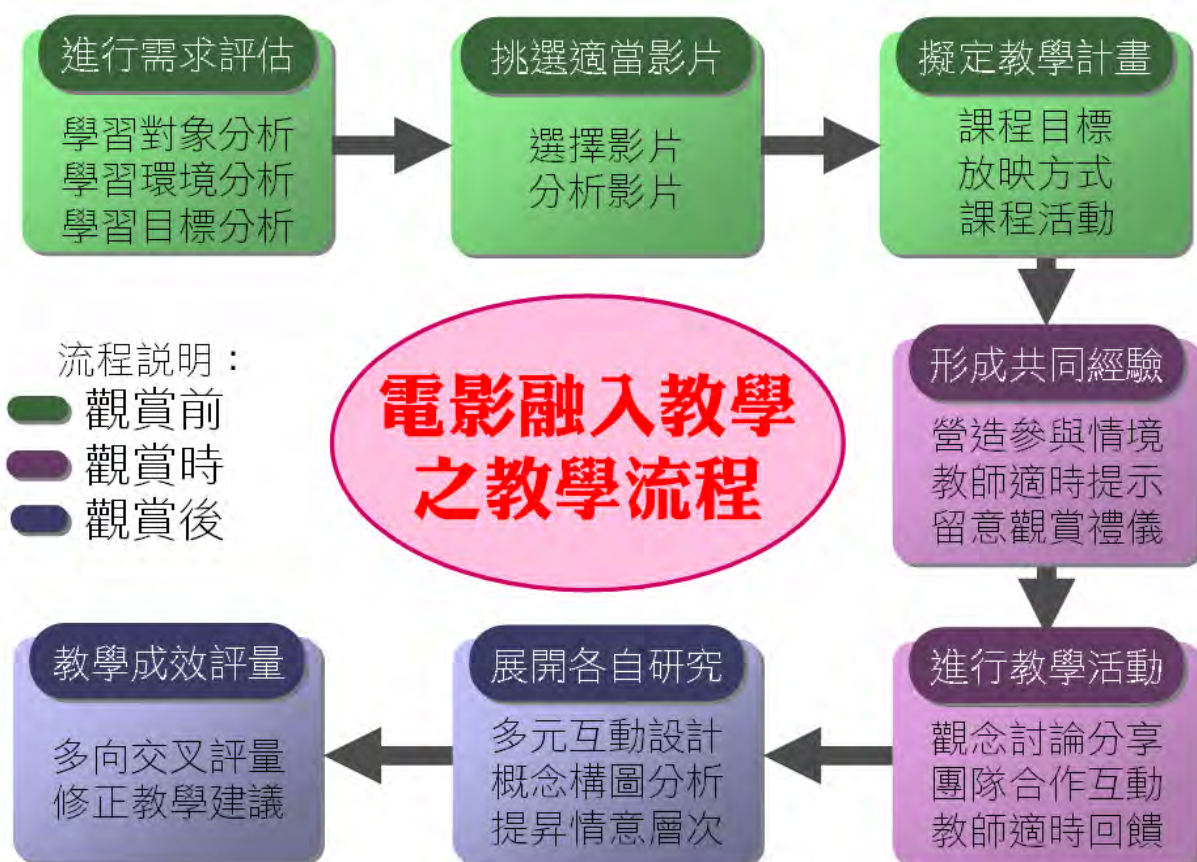 進行需求評估
學習對象分析
學習環境分析
學習目標分析
挑選適當影片
選擇影片
分析影片
擬定教學計畫
課程目標
放映方式
課程活動
流程說明：
觀賞前
觀賞時
觀賞後
電影融入教學
之教學流程
形成共同經驗
營造參與情境
教師適時提示
留意觀賞禮儀
進行教學活動
觀念討論分享
團隊合作互動
教師適時回饋
展開各自研究
多元互動設計
概念構圖分析
提昇情意層次
教學成效評量
多向交叉評量
修正教學建議